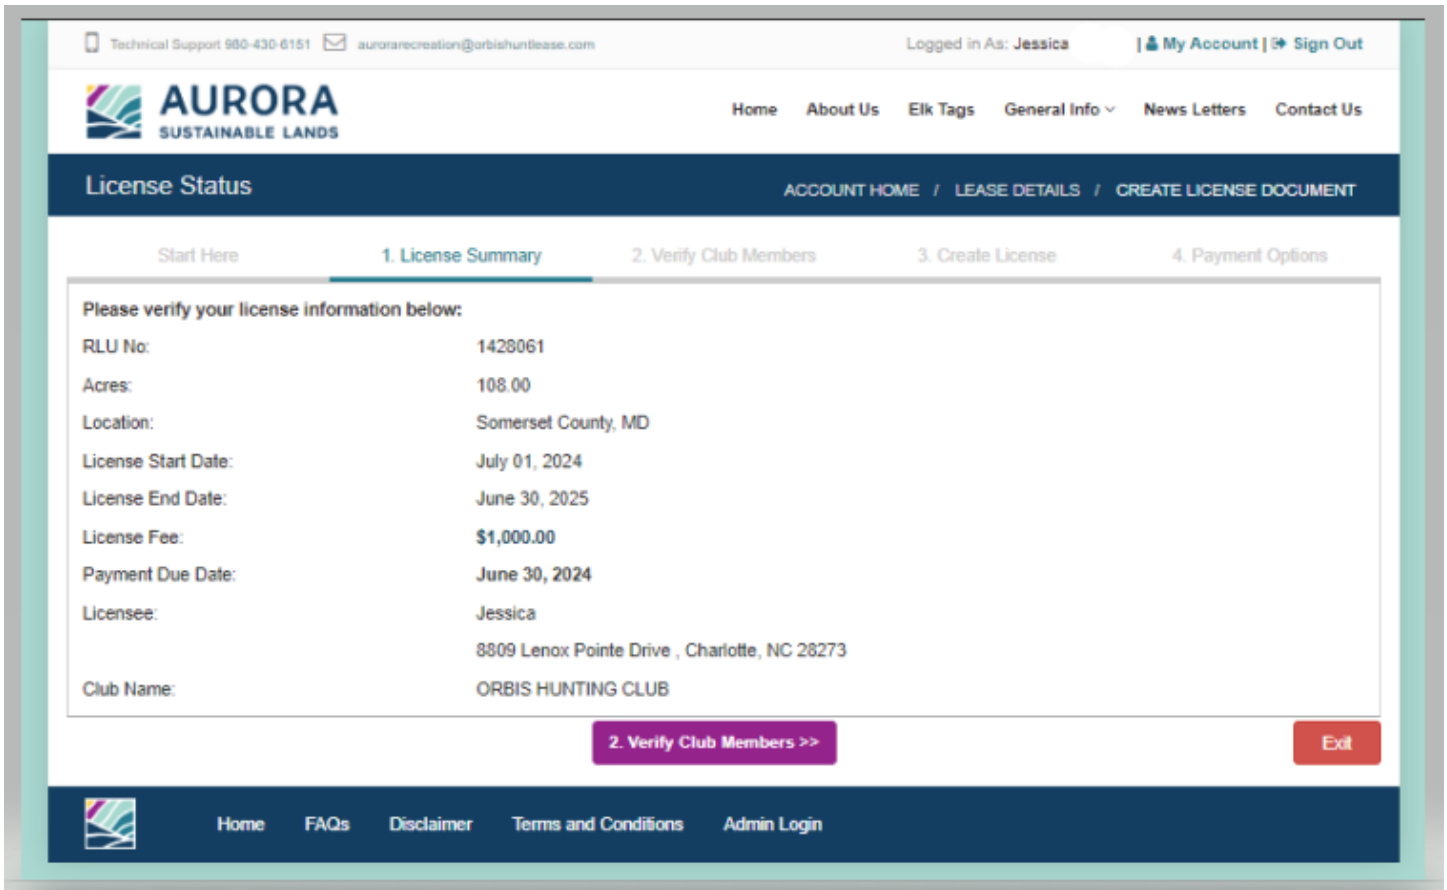 Technical Support 980-430-6151 aurorarecreation@orbishuntlease.com Logged in As: Jessica | My Account | Sign Out
AURORA
SUSTAINABLE LANDS
Home About Us Elk Tags General Info News Letters Contact Us
License Status ACCOUNT HOME / LEASE DETAILS / CREATE LICENSE DOCUMENT
Start Here 1. License Summary 2. Verify Club Members 3. Create License 4. Payment Options
Please verify your license information below:
RLU No: 1428061
Acres: 108.00
Location: Somerset County, MD
License Start Date: July 01, 2024
License End Date: June 30, 2025
License Fee: $1,000.00
Payment Due Date: June 30, 2024
Licensee: Jessica
8809 Lenox Pointe Drive , Charlotte, NC 28273
Club Name: ORBIS HUNTING CLUB
2. Verify Club Members >> Exit
Home FAQs Disclaimer Terms and Conditions Admin Login